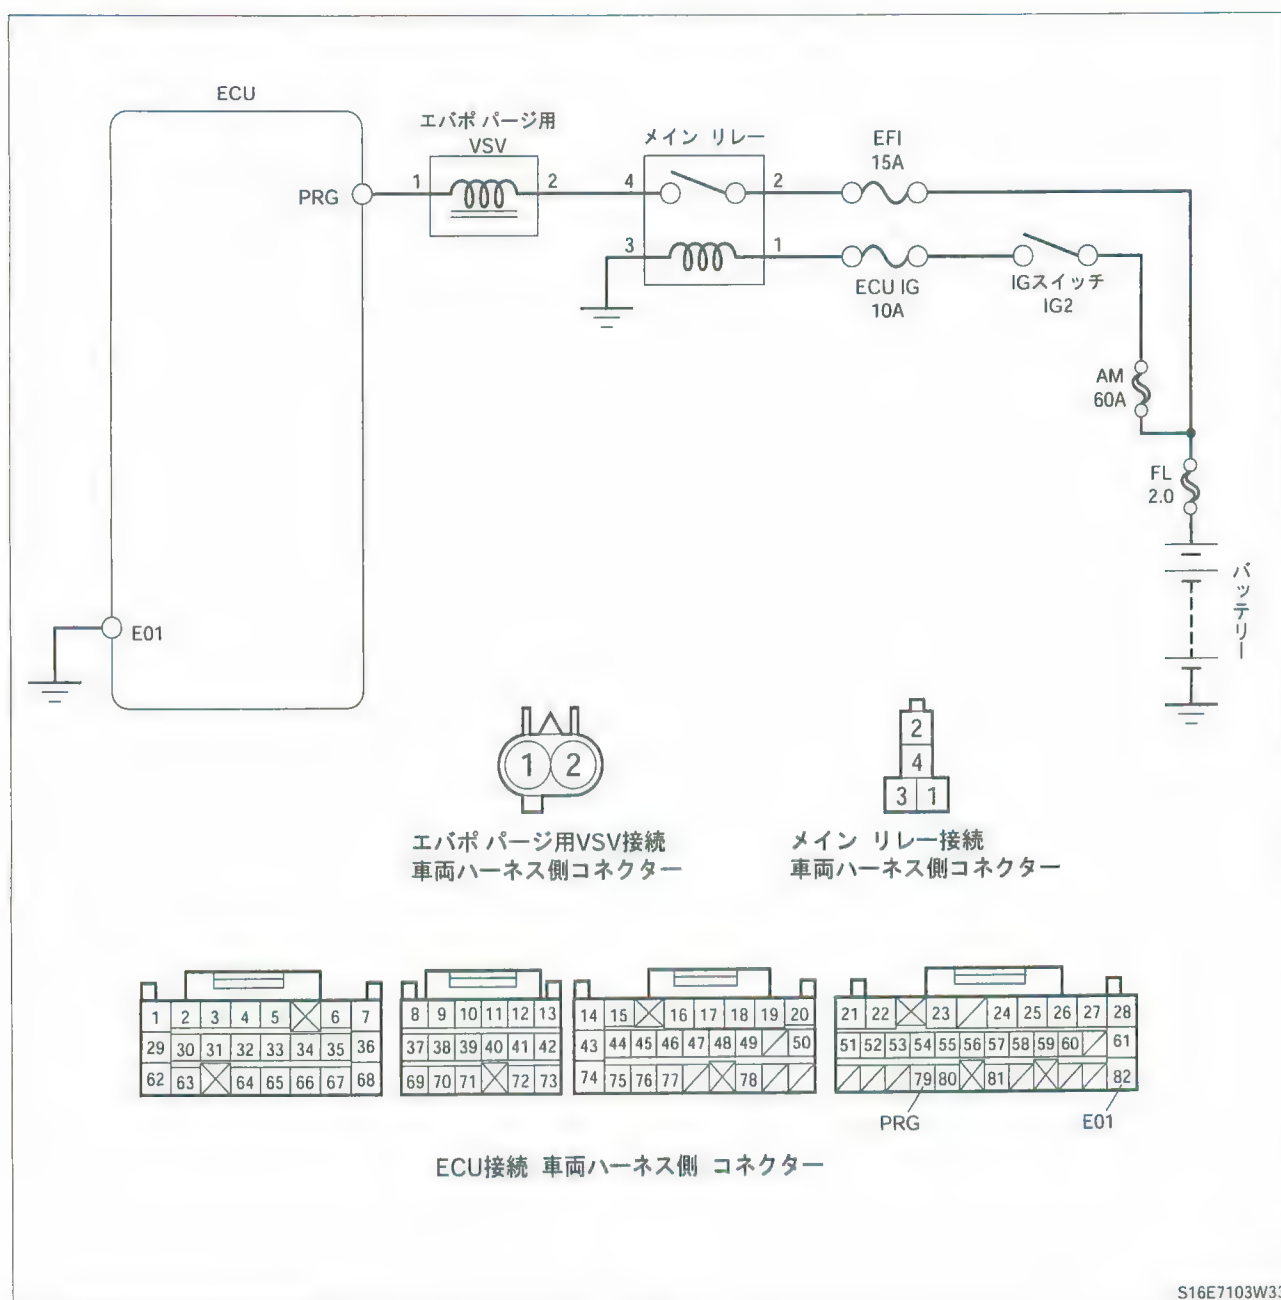 ECU
エバポ パージ用
VSV
メイン リレー
EFI
15A
PRG
1
2
4
2
3
1
ECU IG
10A
IGスイッチ
IG2
AM
60A
FL
2.0
バッテリー
E01
1 2
2
4
3 1
エバポ パージ用VSV接続
車両ハーネス側コネクター
メイン リレー接続
車両ハーネス側コネクター
1 2 3 4 5 6 7
29 30 31 32 33 34 35 36
62 63 64 65 66 67 68
8 9 10 11 12 13
37 38 39 40 41 42
69 70 71 72 73
14 15 16 17 18 19 20
43 44 45 46 47 48 49 50
74 75 76 77 78
21 22 23 24 25 26 27 28
51 52 53 54 55 56 57 58 59 60 61
79 80 81 82
PRG
E01
ECU接続 車両ハーネス側 コネクター
S16E7103W33